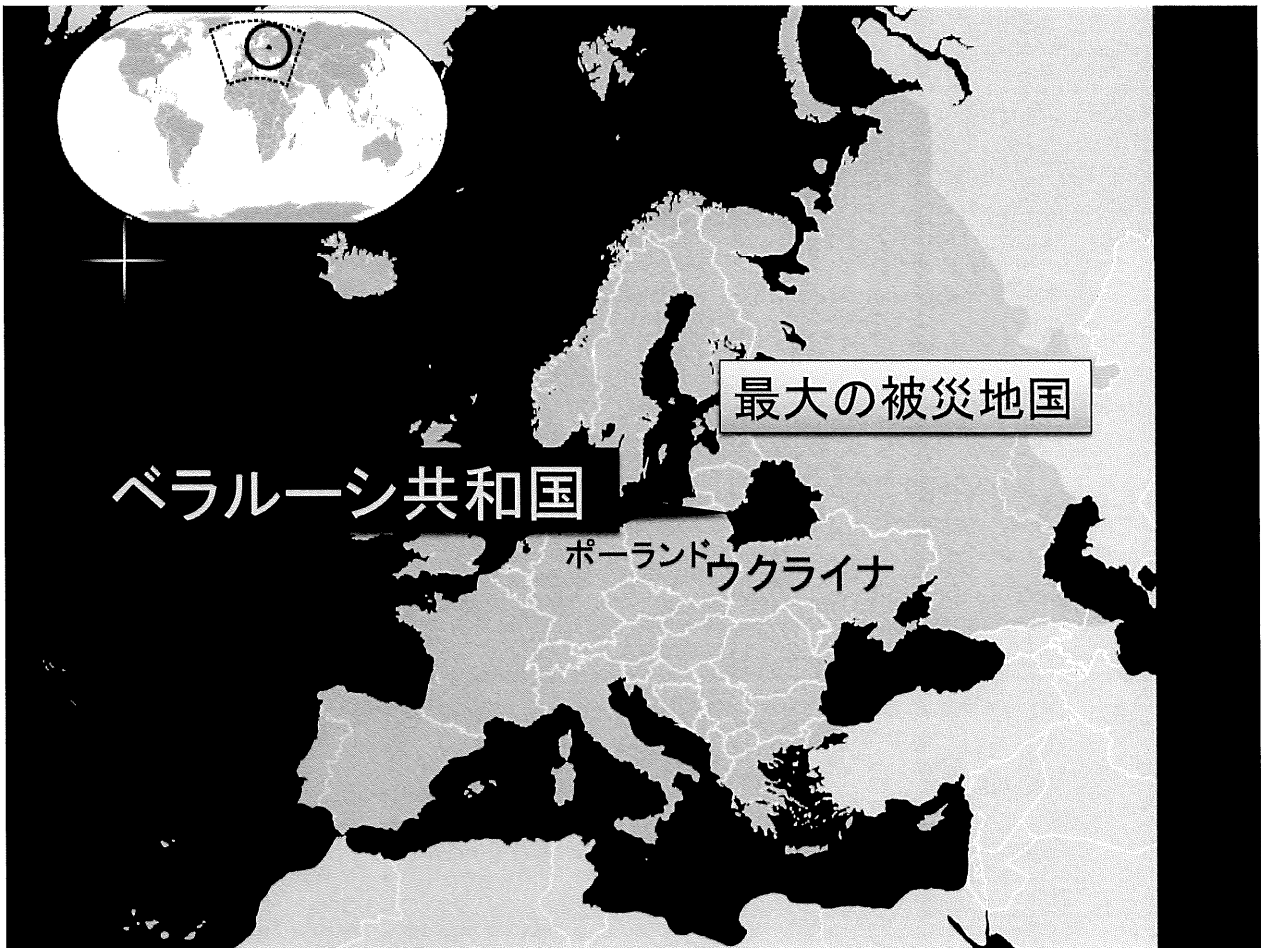 最大の被災地国
ベラルーシ共和国
ポーランド
ウクライナ